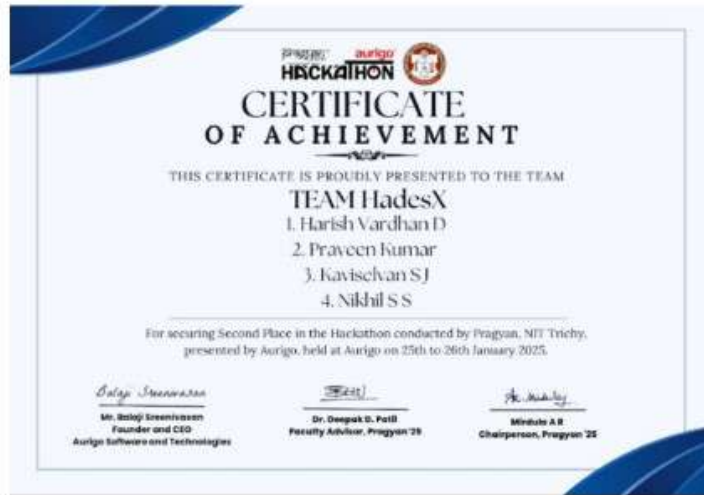 Pragyan aurigo
HACKATHON
CERTIFICATE
OF ACHIEVEMENT
THIS CERTIFICATE IS PROUDLY PRESENTED TO THE TEAM
TEAM HadesX
1. Harish Vardhan D
2. Praveen Kumar
3. Kaviselvan S J
4. Nikhil S S
For securing Second Place in the Hackathon conducted by Pragyan, NIT Trichy,
presented by Aurigo, held at Aurigo on 25th to 26th January 2025.
Balaji Sreenivasan
Mr. Balaji Sreenivasan
Founder and CEO
Aurigo Software and Technologies
Dr. Deepak D. Patil
Faculty Advisor, Pragyan '25
Mindula A R
Chairperson, Pragyan '25